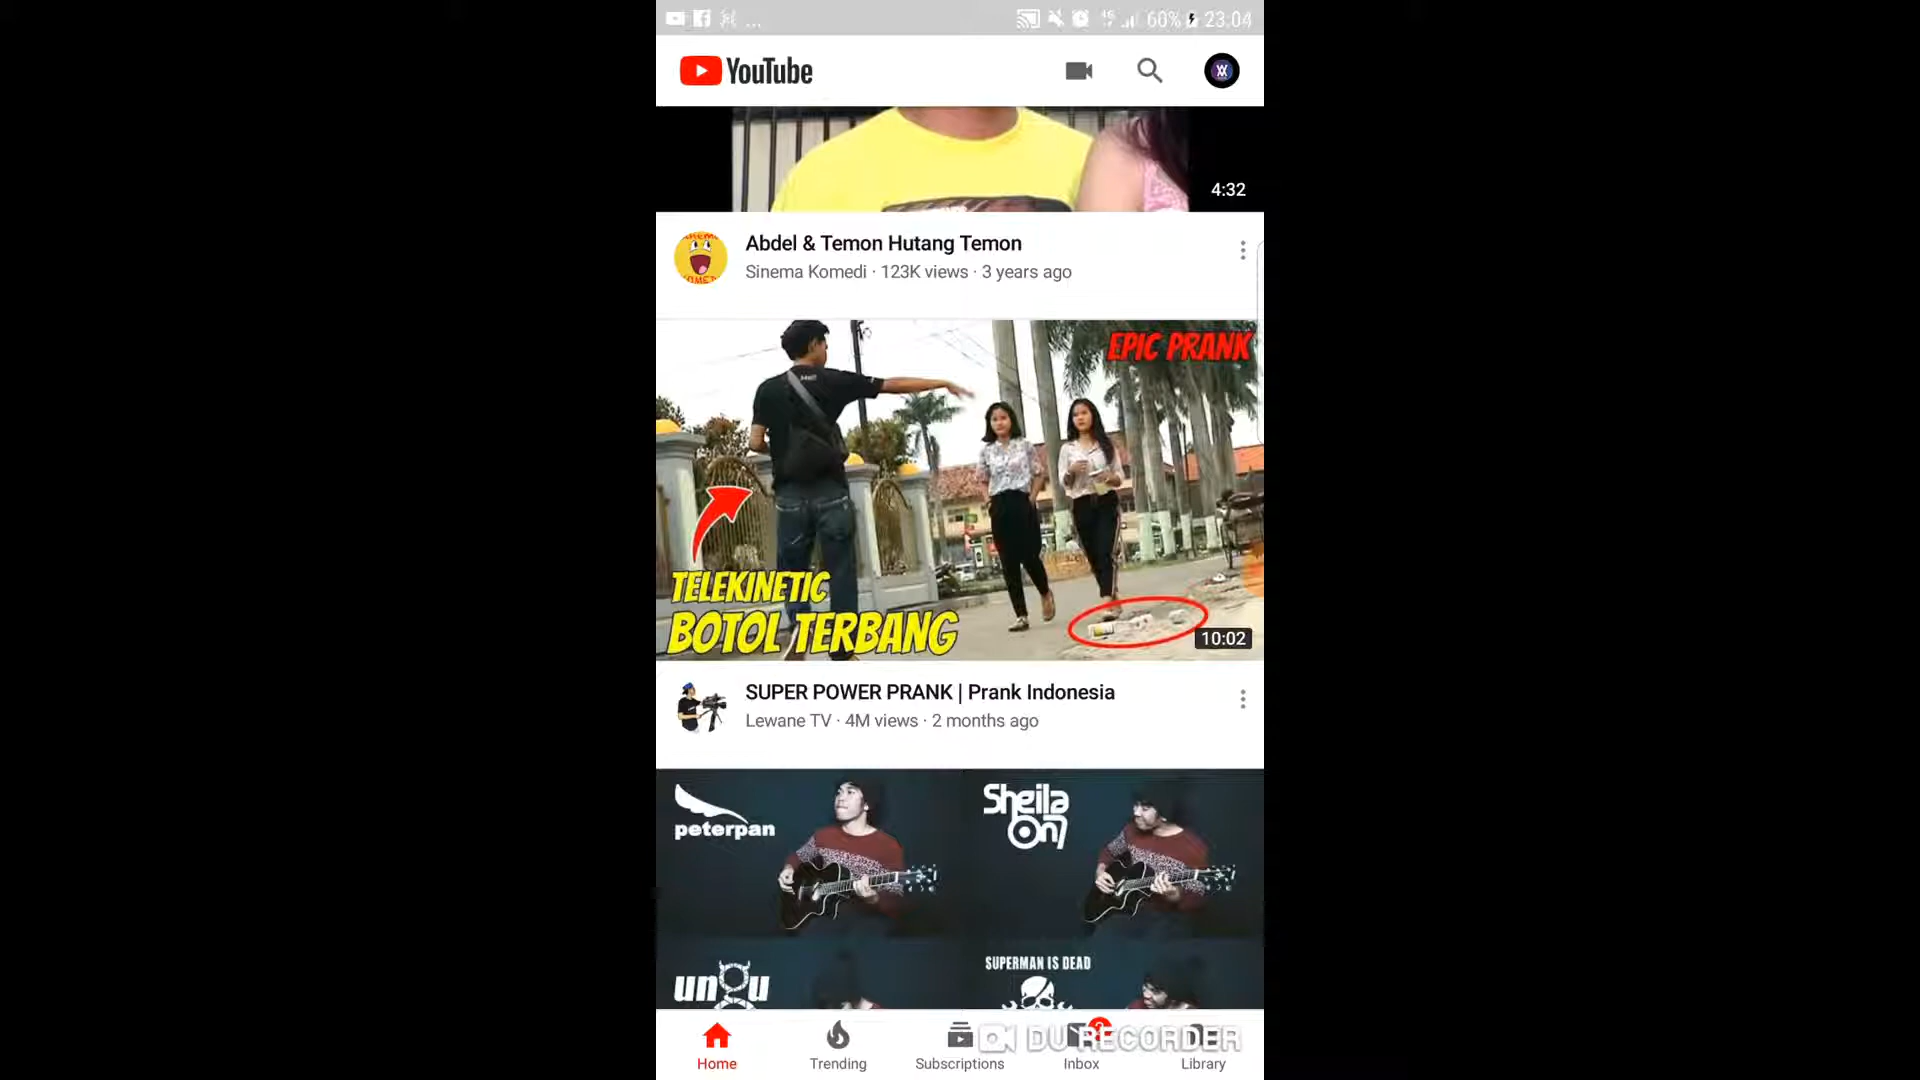 60% 23.04
YouTube
4:32
Abdel & Temon Hutang Temon
Sinema Komedi · 123K views · 3 years ago
EPIC PRANK
TELEKINETIC
BOTOL TERBANG
10:02
SUPER POWER PRANK | Prank Indonesia
Lewane TV · 4M views · 2 months ago
peterpan
Sheila
On7
ungu
SUPERMAN IS DEAD
DU RECORDER
Home
Trending
Subscriptions
Inbox
Library